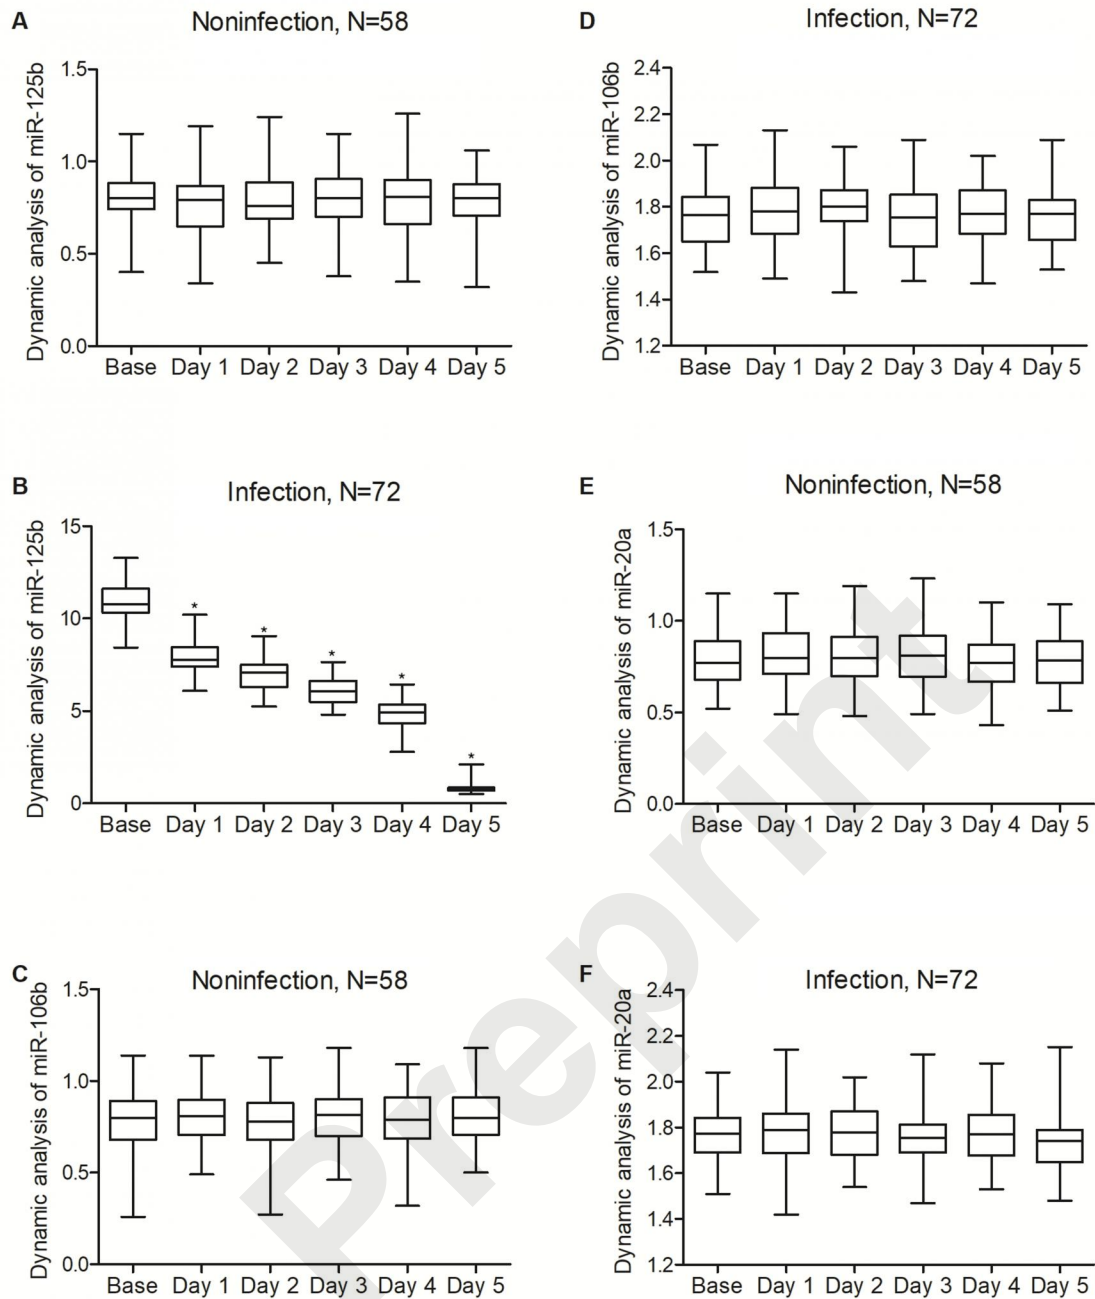 A
Noninfection, N=58
Dynamic analysis of miR-125b
1.5
1.0
0.5
0.0
Base Day 1 Day 2 Day 3 Day 4 Day 5
B
Infection, N=72
Dynamic analysis of miR-125b
15
10
5
0
* * * * *
Base Day 1 Day 2 Day 3 Day 4 Day 5
C
Noninfection, N=58
Dynamic analysis of miR-106b
1.5
1.0
0.5
0.0
Base Day 1 Day 2 Day 3 Day 4 Day 5
D
Infection, N=72
Dynamic analysis of miR-106b
2.4
2.2
2.0
1.8
1.6
1.4
1.2
Base Day 1 Day 2 Day 3 Day 4 Day 5
E
Noninfection, N=58
Dynamic analysis of miR-20a
1.5
1.0
0.5
0.0
Base Day 1 Day 2 Day 3 Day 4 Day 5
F
Infection, N=72
Dynamic analysis of miR-20a
2.4
2.2
2.0
1.8
1.6
1.4
1.2
Base Day 1 Day 2 Day 3 Day 4 Day 5
Preprint